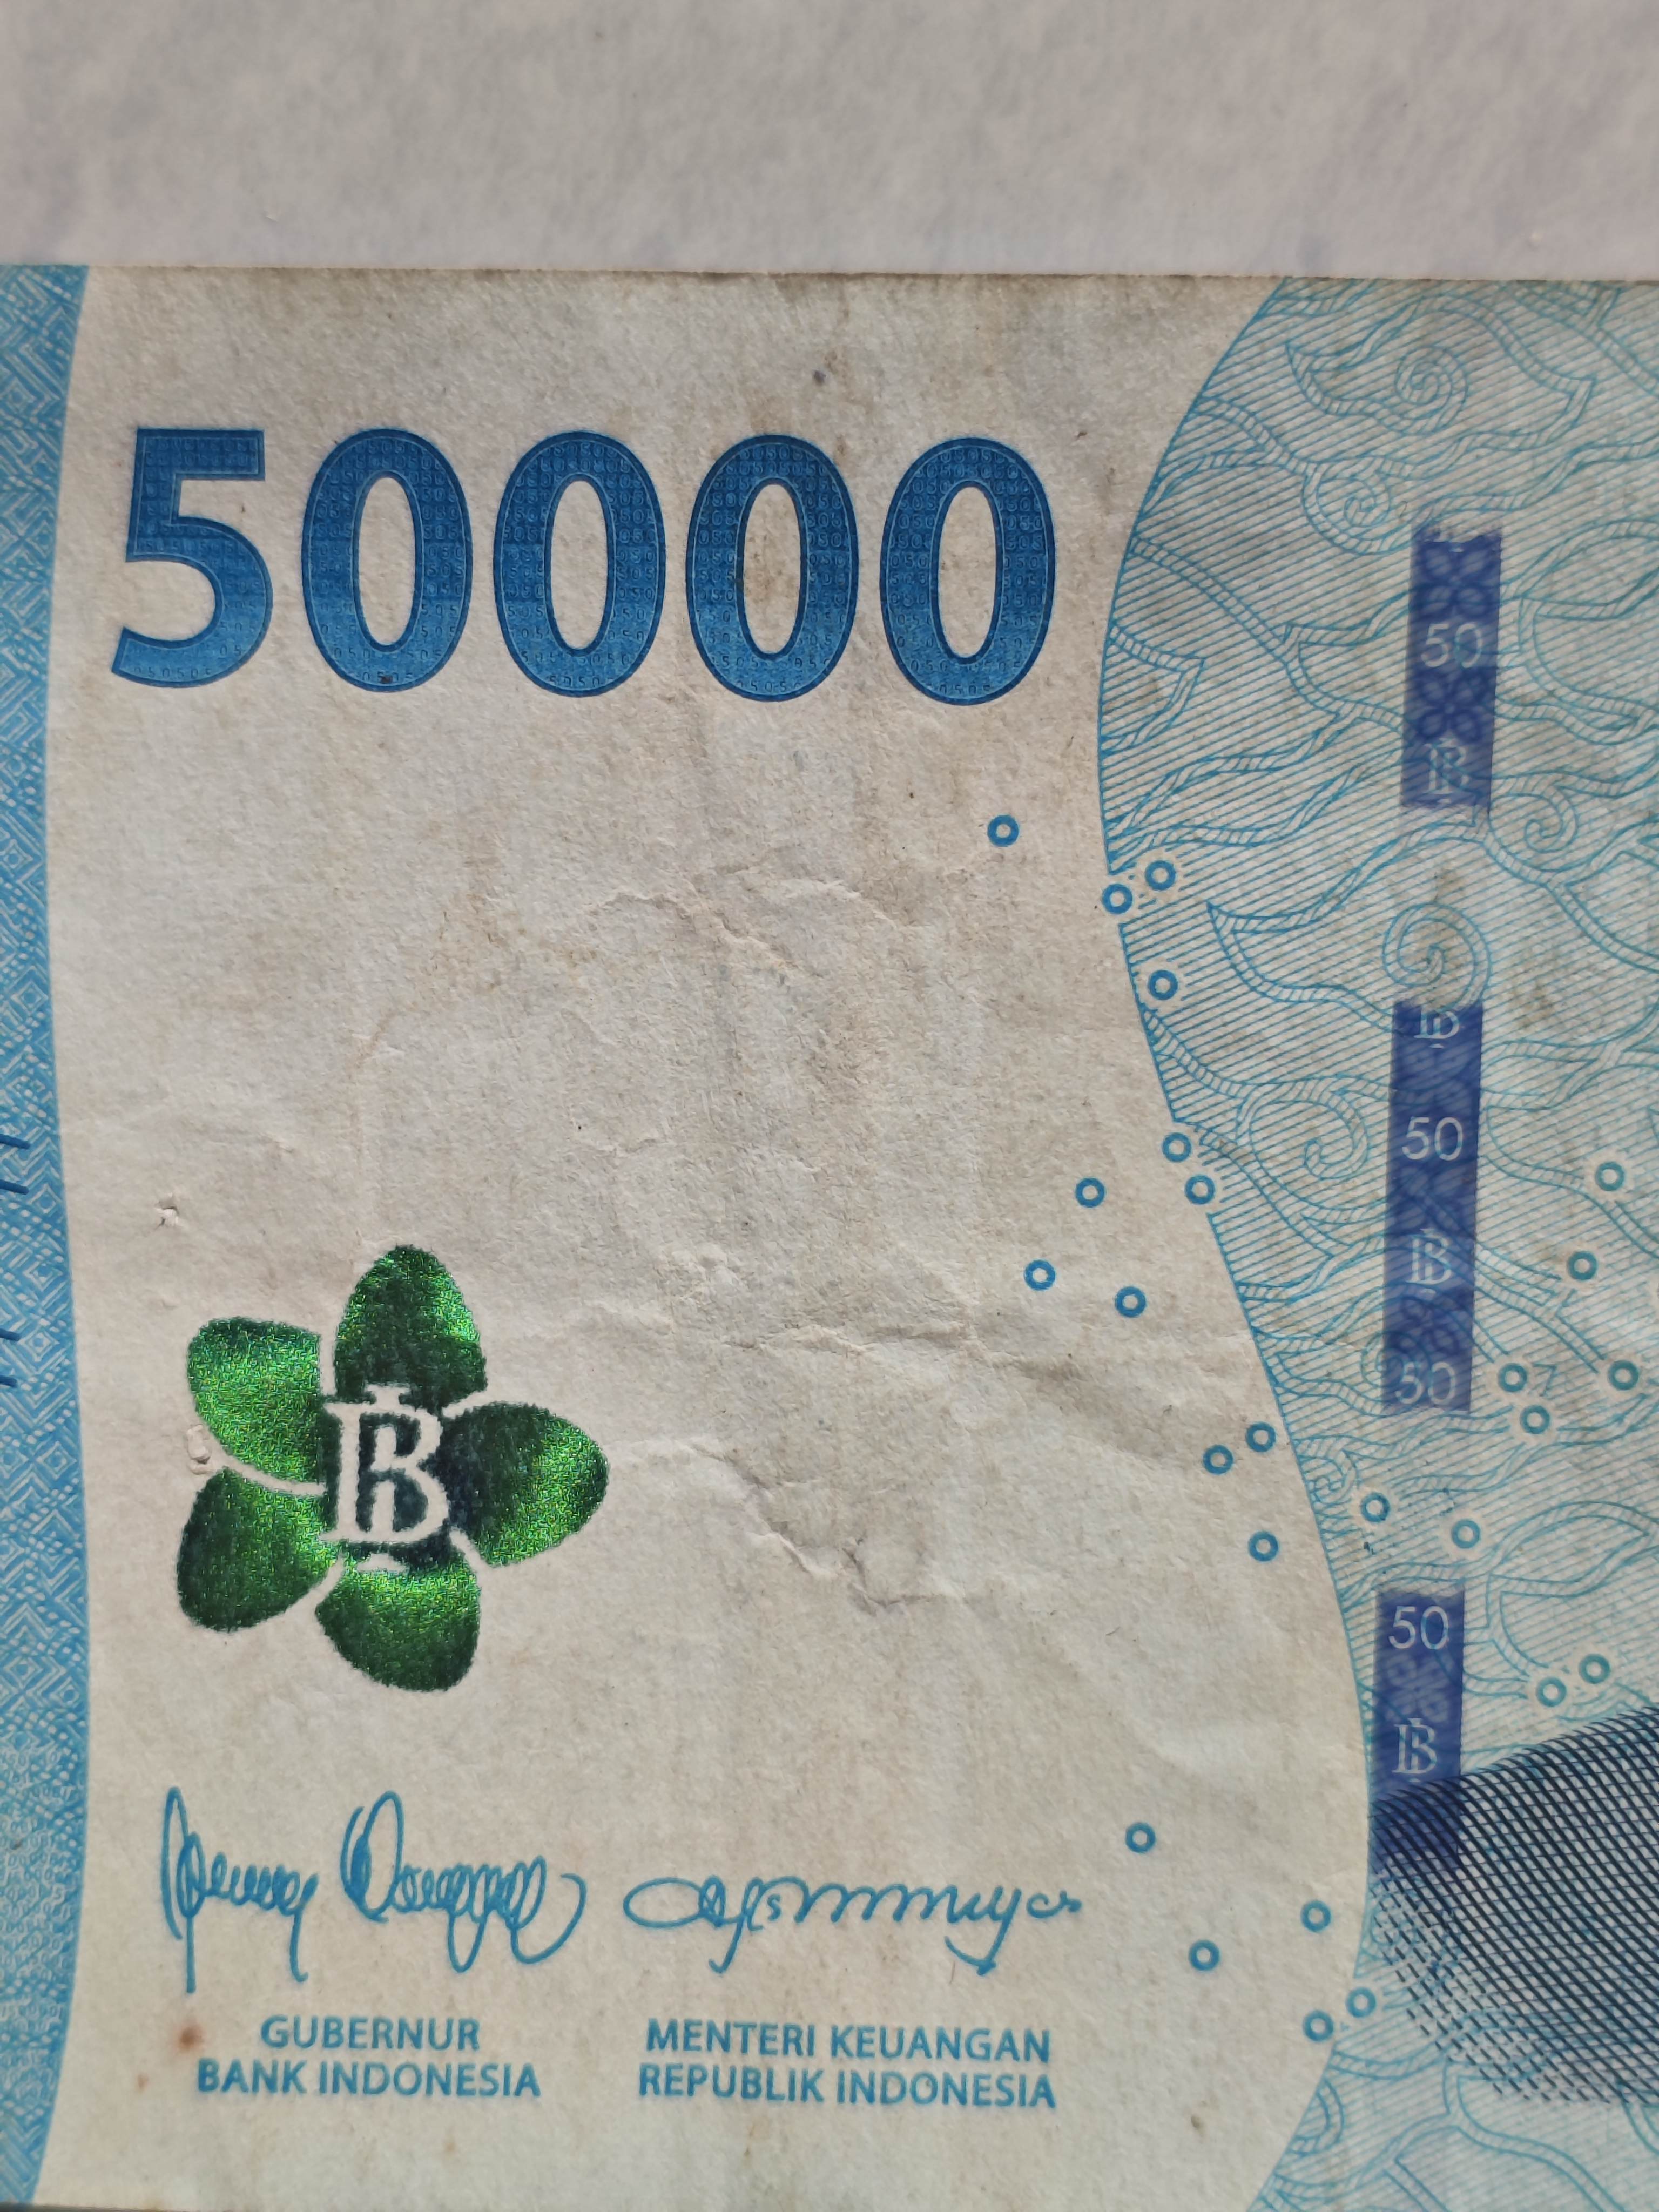 50000
50
50
50
50
GUBERNUR
BANK INDONESIA
MENTERI KEUANGAN
REPUBLIK INDONESIA